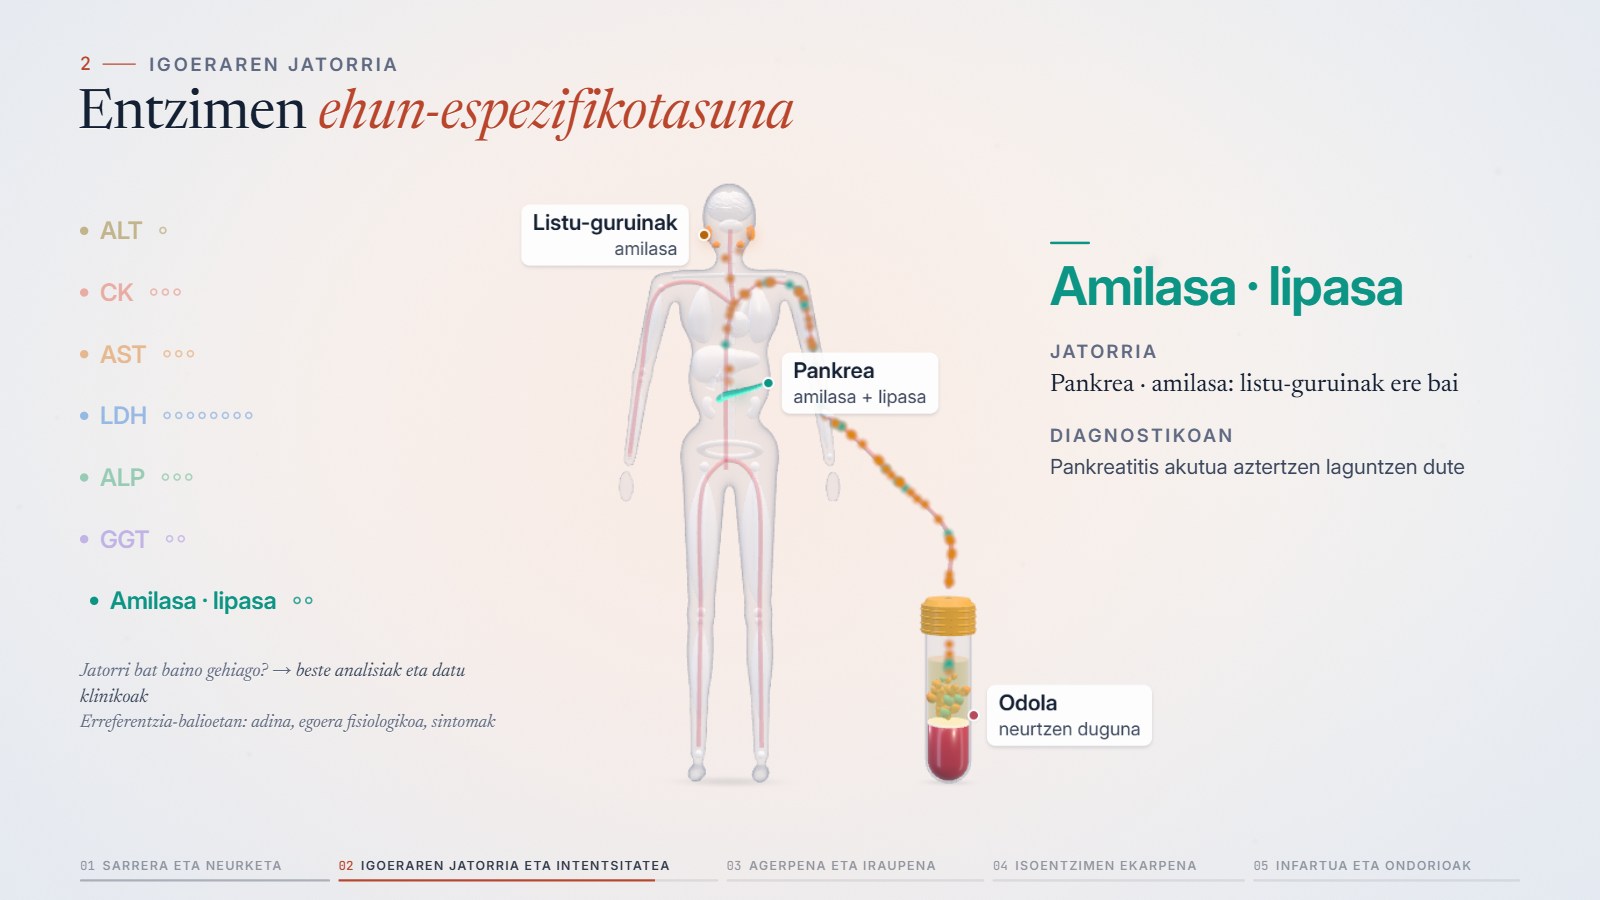 2 — IGOERAREN JATORRIA
Entzimen ehun-espezifikotasuna
• ALT
• CK
• AST
• LDH
• ALP
• GGT
• Amilasa · lipasa
Jatorri bat baino gehiago? → beste analisiak eta datu
klinikoak
Erreferentzia-balioetan: adina, egoera fisiologikoa, sintomak
Listu-guruinak
amilasa
Pankrea
amilasa + lipasa
Odola
neurtzen duguna
Amilasa · lipasa
JATORRIA
Pankrea · amilasa: listu-guruinak ere bai
DIAGNOSTIKOAN
Pankreatitis akutua aztertzen laguntzen dute
01 SARRERA ETA NEURKETA
02 IGOERAREN JATORRIA ETA INTENTSITATEA
03 AGERPENA ETA IRAUPENA
04 ISOENTZIMEN EKARPENA
05 INFARTUA ETA ONDORIOAK